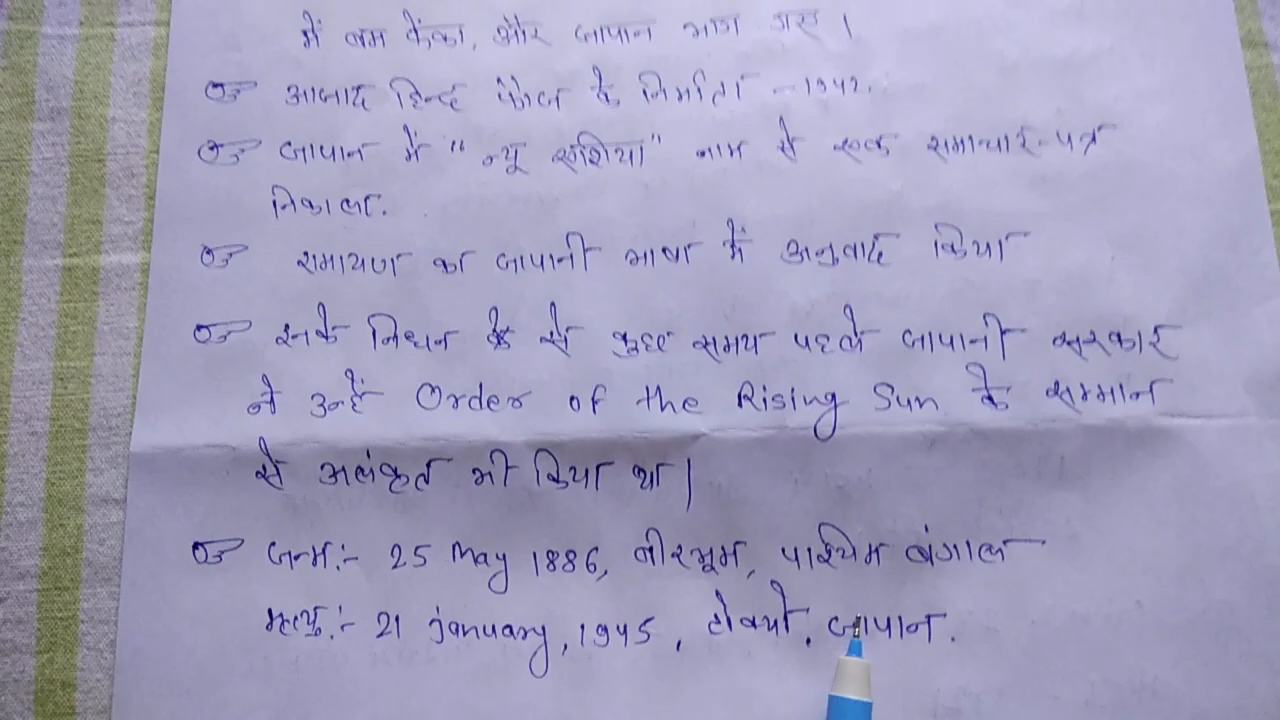 में बम फेंका, और जापान भाग गए।
आजाद हिन्द फौज के निर्माता - 1942.
जापान में "न्यू एशिया" नाम से एक समाचार-पत्र
निकाला.
रामायण का जापानी भाषा में अनुवाद किया
इनके निधन के से कुछ समय पहले जापानी सरकार
ने उन्हें Order of the Rising Sun के सम्मान
से अलंकृत भी किया था|
जन्म:- 25 May 1886, बीरभूम, पश्चिम बंगाल
मृत्यु:- 21 january, 1945, टोक्यो, जापान.